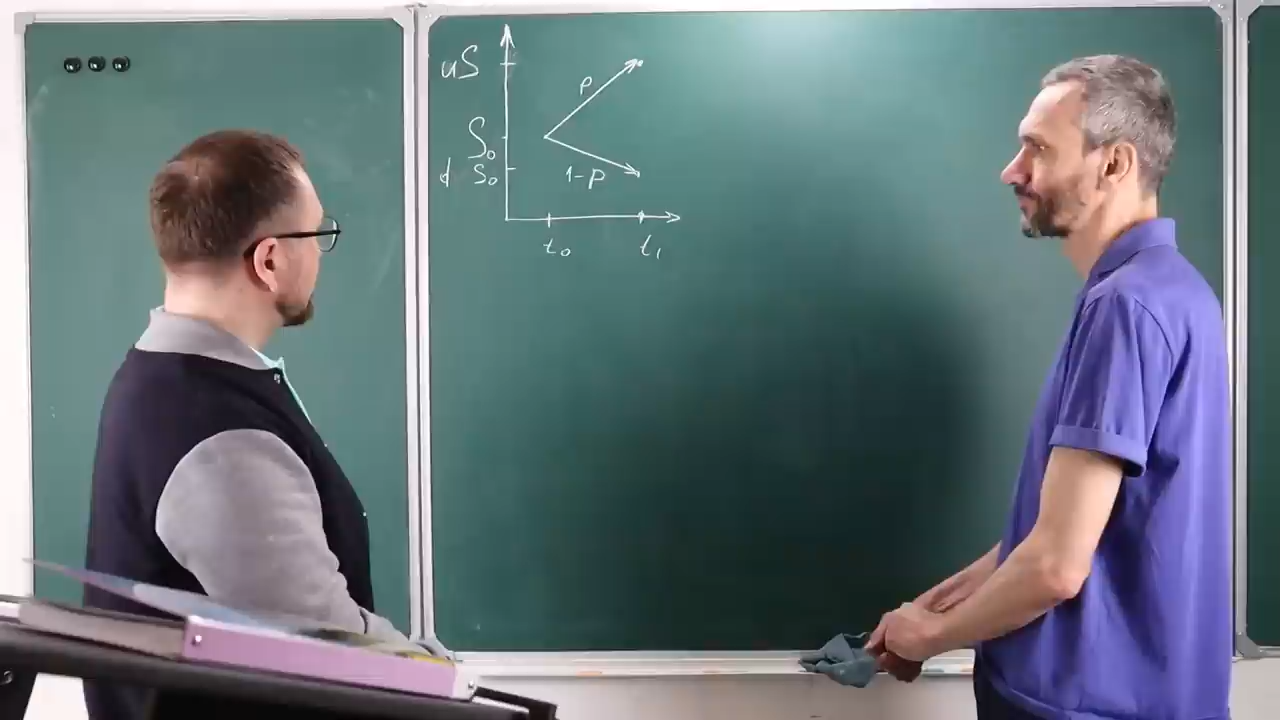 uS
p
S₀
d S₀
1-p
t₀ t₁